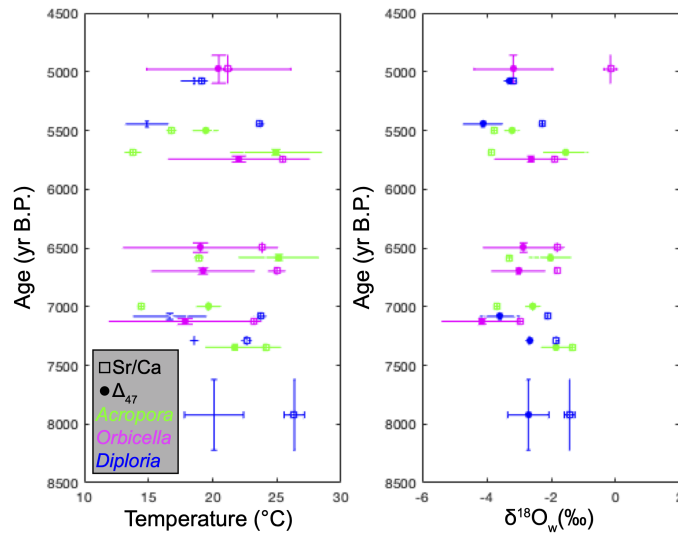 4500
5000
5500
6000
6500
7000
7500
8000
8500
Age (yr B.P.)
Sr/Ca
Δ47
Acropora
Orbicella
Diploria
10 15 20 25 30
Temperature (°C)
4500
5000
5500
6000
6500
7000
7500
8000
8500
Age (yr B.P.)
-6 -4 -2 0 2
δ18Ow(‰)